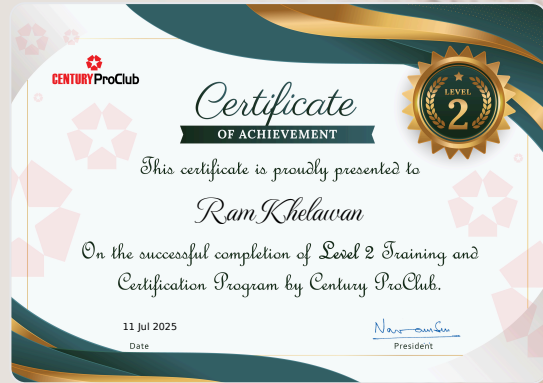 CENTURY ProClub
Certificate
OF ACHIEVEMENT
LEVEL
2
This certificate is proudly presented to
Ram Khelawan
On the successful completion of Level 2 Training and
Certification Program by Century ProClub.
11 Jul 2025
Date
President